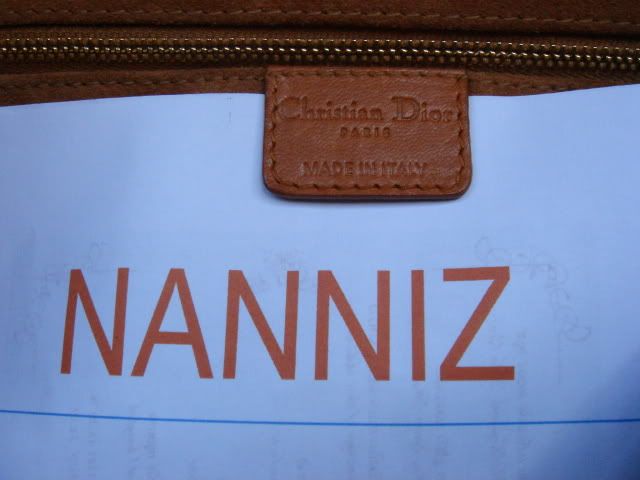 Christian Dior
PARIS
MADE IN ITALY
NANNIZ